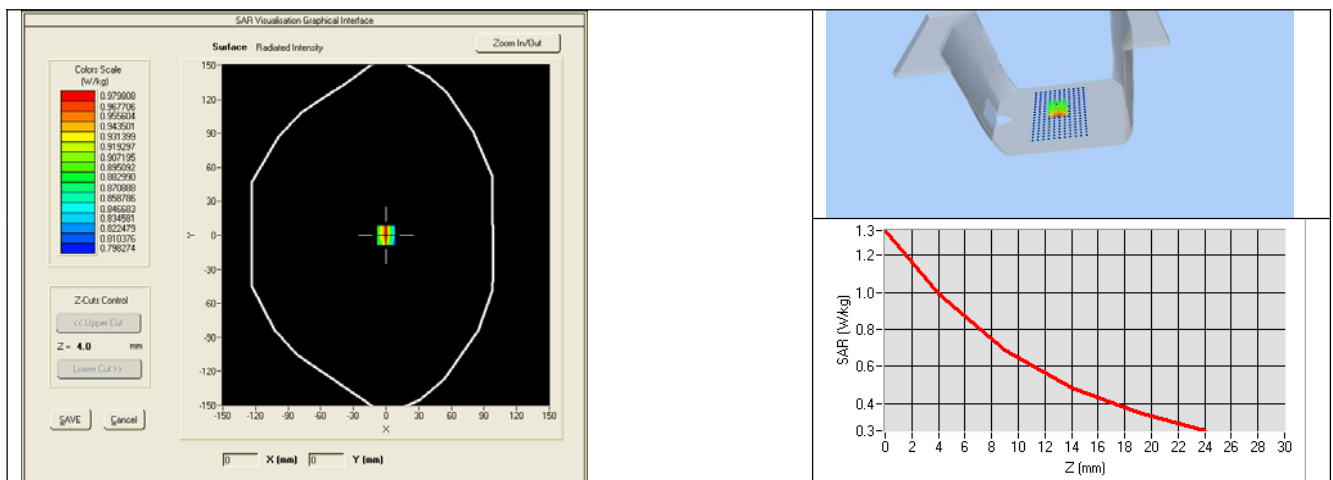 SAR Visualisation Graphical Interface
Surface Radiated Intensity
Zoom In/Out
Colors Scale
(W/kg)
0.979808
0.967706
0.955604
0.943501
0.931399
0.919297
0.907195
0.895092
0.882990
0.870888
0.858786
0.846683
0.834581
0.822479
0.810376
0.798274
Z-Cuts Control
<< Upper Cut
Z = 4.0 mm
Lower Cut >>
SAVE Cancel
150-
120-
90-
60-
30-
0-
-30-
-60-
-90-
-120-
-150-
Y
-150 -120 -90 -60 -30 0 30 60 90 120 150
X
0 X (mm) 0 Y (mm)
1.3-
1.2-
1.0-
0.8-
0.6-
0.4-
0.3-
SAR (W/kg)
0 2 4 6 8 10 12 14 16 18 20 22 24 26 28 30
Z (mm)